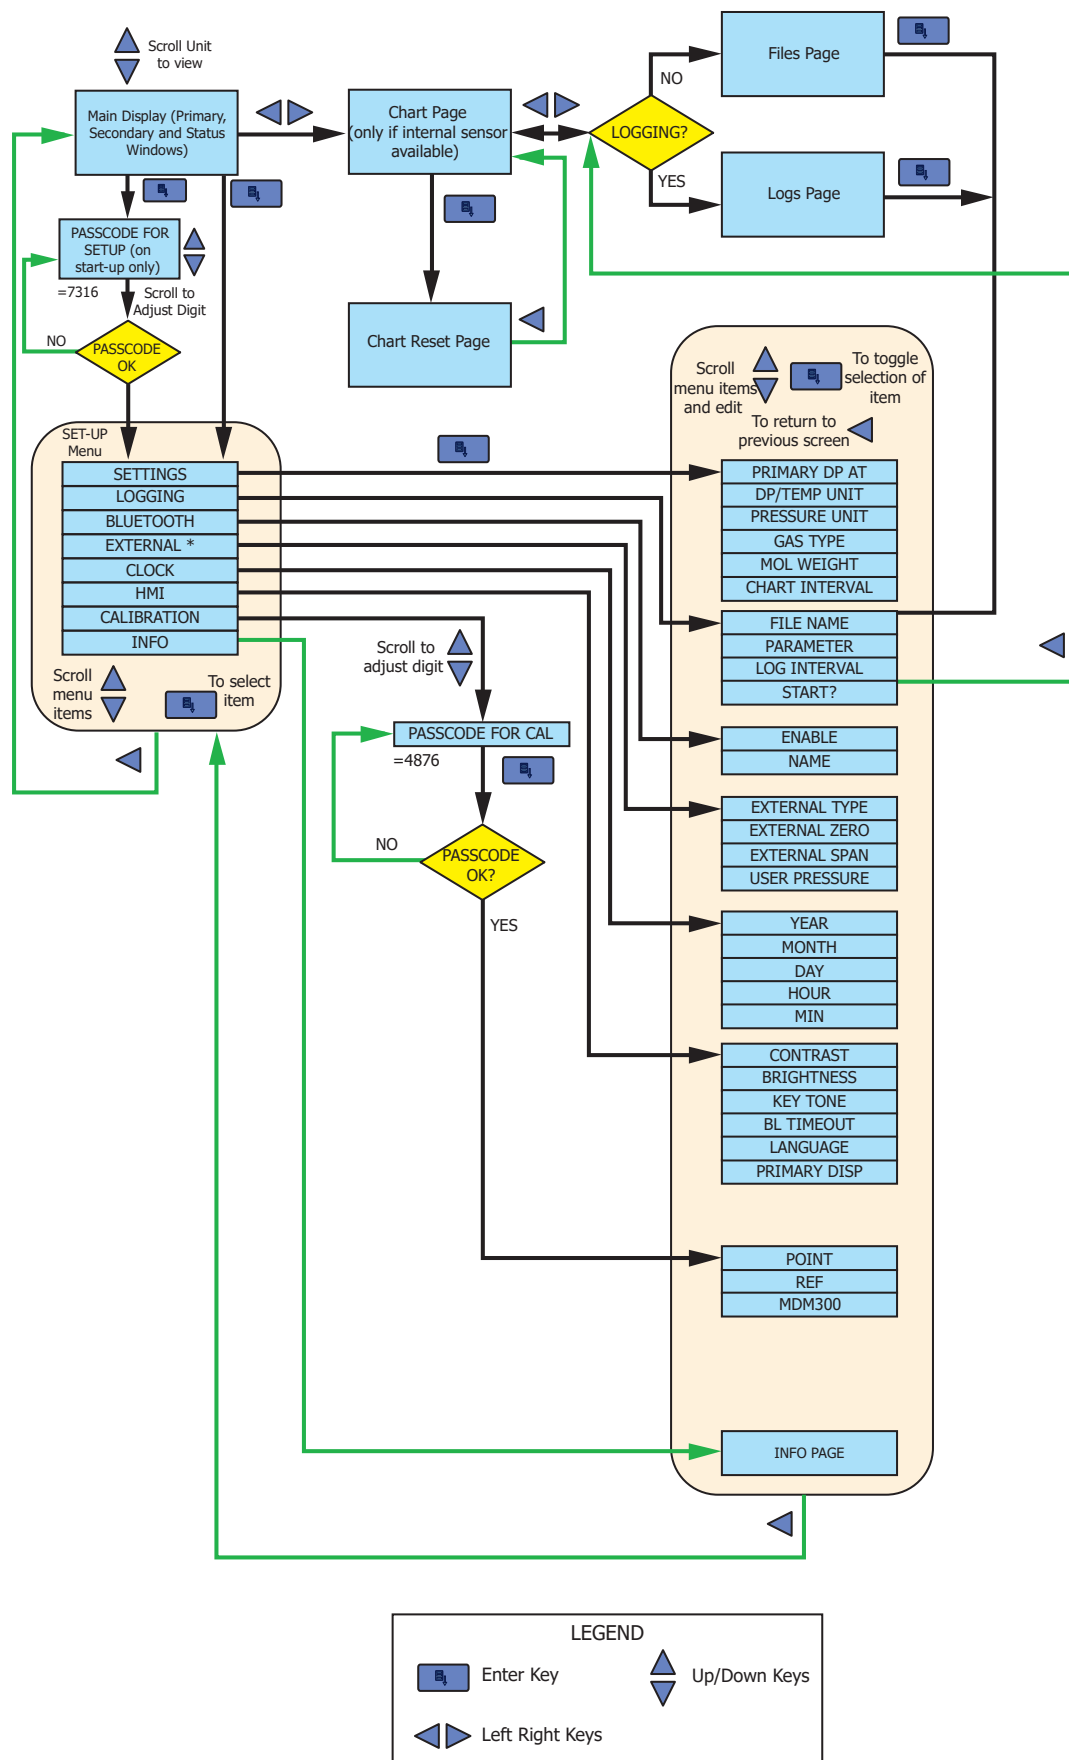 Scroll Unit
to view
Main Display (Primary,
Secondary and Status
Windows)
Chart Page
(only if internal sensor
available)
LOGGING?
NO
YES
Files Page
Logs Page
PASSCODE FOR
SETUP (on
start-up only)
=7316
Scroll to
Adjust Digit
NO
PASSCODE
OK
Chart Reset Page
SET-UP
Menu
SETTINGS
LOGGING
BLUETOOTH
EXTERNAL *
CLOCK
HMI
CALIBRATION
INFO
Scroll
menu
items
To select
item
Scroll to
adjust digit
PASSCODE FOR CAL
=4876
NO
PASSCODE
OK?
YES
Scroll
menu items
and edit
To toggle
selection of
item
To return to
previous screen
PRIMARY DP AT
DP/TEMP UNIT
PRESSURE UNIT
GAS TYPE
MOL WEIGHT
CHART INTERVAL
FILE NAME
PARAMETER
LOG INTERVAL
START?
ENABLE
NAME
EXTERNAL TYPE
EXTERNAL ZERO
EXTERNAL SPAN
USER PRESSURE
YEAR
MONTH
DAY
HOUR
MIN
CONTRAST
BRIGHTNESS
KEY TONE
BL TIMEOUT
LANGUAGE
PRIMARY DISP
POINT
REF
MDM300
INFO PAGE
LEGEND
Enter Key
Up/Down Keys
Left Right Keys